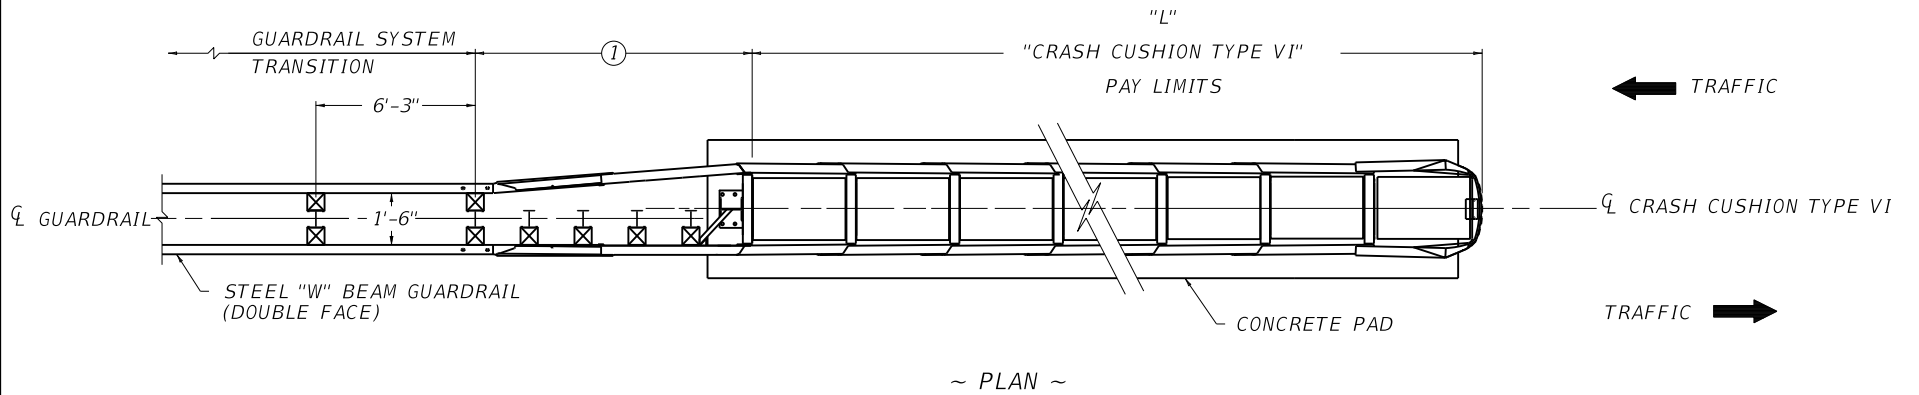 "L"
GUARDRAIL SYSTEM
TRANSITION
1
"CRASH CUSHION TYPE VI"
PAY LIMITS
TRAFFIC
6'-3"
℄ GUARDRAIL
1'-6"
℄ CRASH CUSHION TYPE VI
STEEL "W" BEAM GUARDRAIL
(DOUBLE FACE)
CONCRETE PAD
TRAFFIC
~ PLAN ~